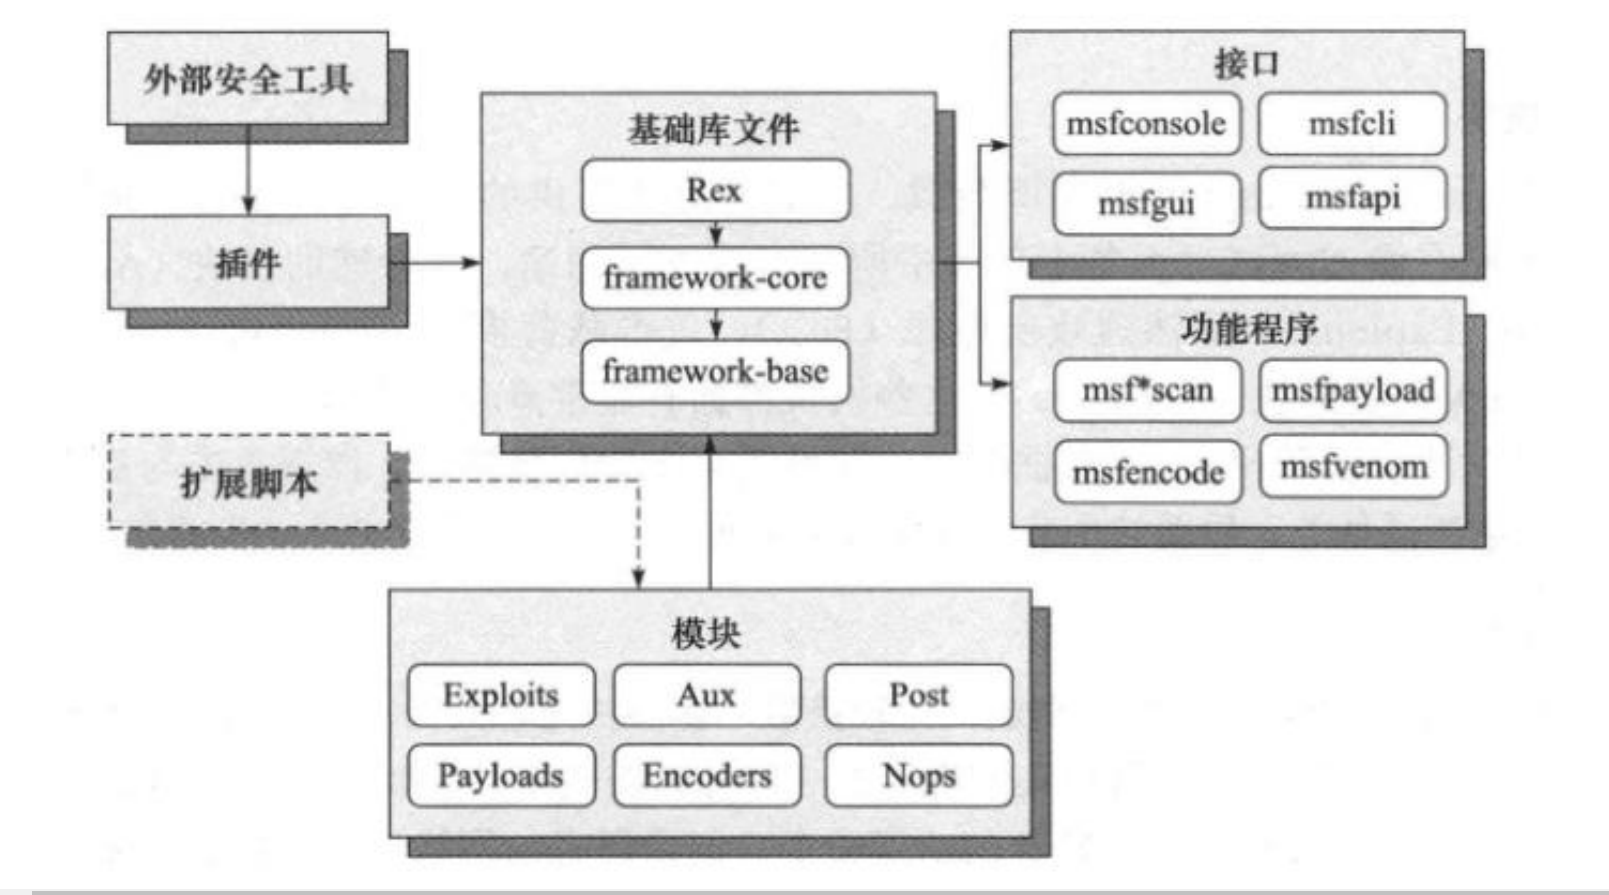 外部安全工具
插件
扩展脚本
基础库文件
Rex
framework-core
framework-base
接口
msfconsole
msfcli
msfgui
msfapi
功能程序
msf*scan
msfpayload
msfencode
msfvenom
模块
Exploits
Aux
Post
Payloads
Encoders
Nops